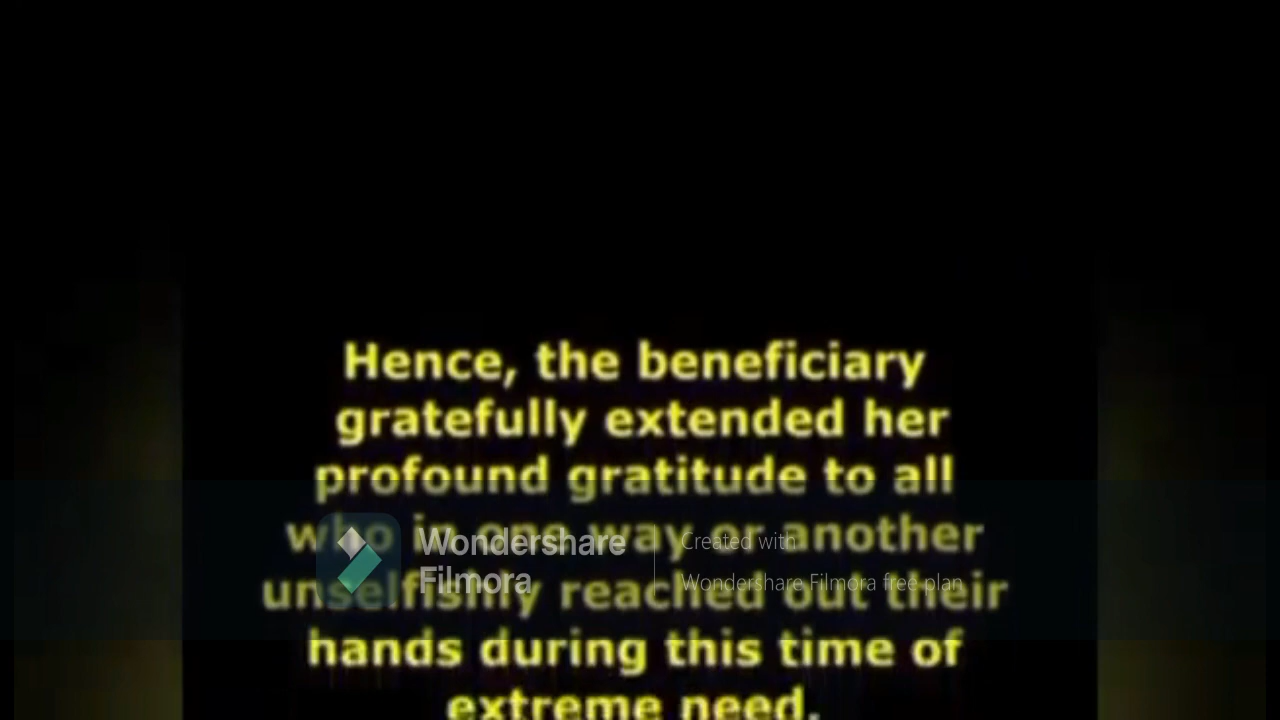 Hence, the beneficiary
gratefully extended her
profound gratitude to all
who in one way or another
unselfishly reached out their
hands during this time of
extreme need.
Wondershare
Filmora
Created with
Wondershare Filmora free plan